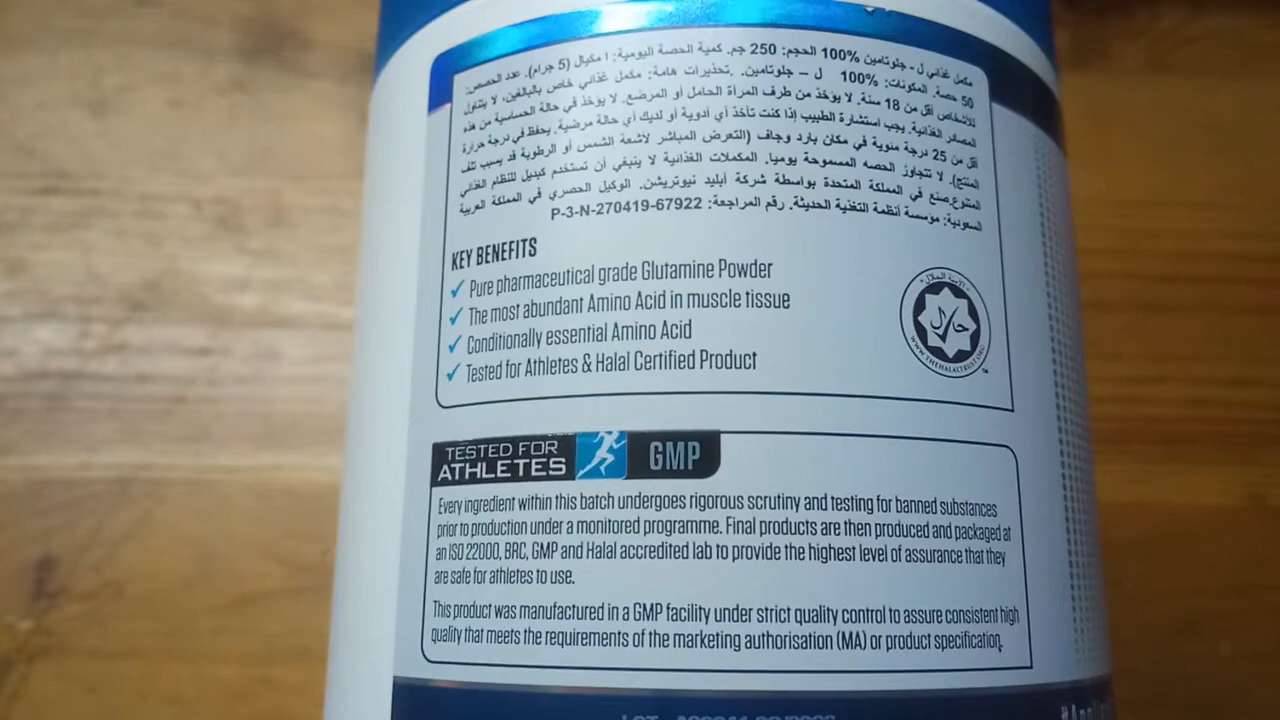 مكمل غذائي ل - جلوتامين 100% الحجم: 250 جم. كمية الحصة اليومية: ١ مكيال (5 جرام). عدد الحصص:
50 حصة. المكونات: 100% ل – جلوتامين. .تحذيرات هامة: مكمل غذائي خاص بالبالغين، لا يتناول
للأشخاص أقل من 18 سنة. لا يؤخذ من طرف المرأة الحامل أو المرضع. لا يؤخذ في حالة الحساسية من هذه
المصادر الغذائية. يجب استشارة الطبيب إذا كنت تأخذ أي أدوية أو لديك أي حالة مرضية. يحفظ في درجة حرارة
أقل من 25 درجة مئوية في مكان بارد وجاف (التعرض المباشر لأشعة الشمس أو الرطوبة قد يسبب تلف
المنتج). لا تتجاوز الحصه المسموحة يوميا. المكملات الغذائية لا ينبغي أن تستخدم كبديل للنظام الغذائي
المتنوع.صنع في المملكة المتحدة بواسطة شركة أبليد نيوتريشن. الوكيل الحصري في المملكة العربية
السعودية: مؤسسة أنظمة التغذية الحديثة. رقم المراجعة: P-3-N-270419-67922
KEY BENEFITS
✓ Pure pharmaceutical grade Glutamine Powder
✓ The most abundant Amino Acid in muscle tissue
✓ Conditionally essential Amino Acid
✓ Tested for Athletes & Halal Certified Product
حلال
WWW.THEHALALTRUST.ORG
TM
TESTED FOR
ATHLETES
GMP
Every ingredient within this batch undergoes rigorous scrutiny and testing for banned substances
prior to production under a monitored programme. Final products are then produced and packaged at
an ISO 22000, BRC, GMP and Halal accredited lab to provide the highest level of assurance that they
are safe for athletes to use.
This product was manufactured in a GMP facility under strict quality control to assure consistent high
quality that meets the requirements of the marketing authorisation (MA) or product specification.